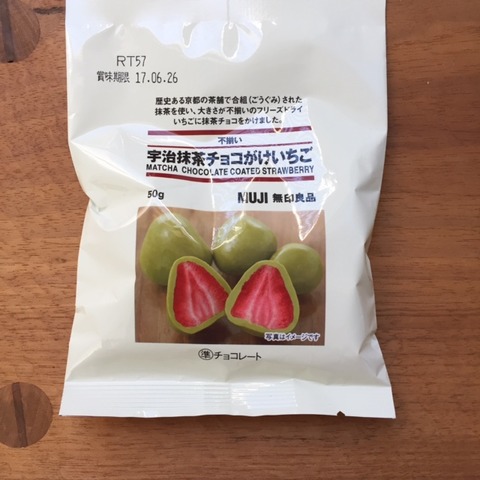 RT57
賞味期限 17.06.26
歴史ある京都の茶舗で合組(ごうぐみ)された
抹茶を使い、大きさが不揃いのフリーズドライ
いちごに抹茶チョコをかけました。
不揃い
宇治抹茶チョコがけいちご
MATCHA CHOCOLATE COATED STRAWBERRY
50g
MUJI 無印良品
写真はイメージです
準チョコレート